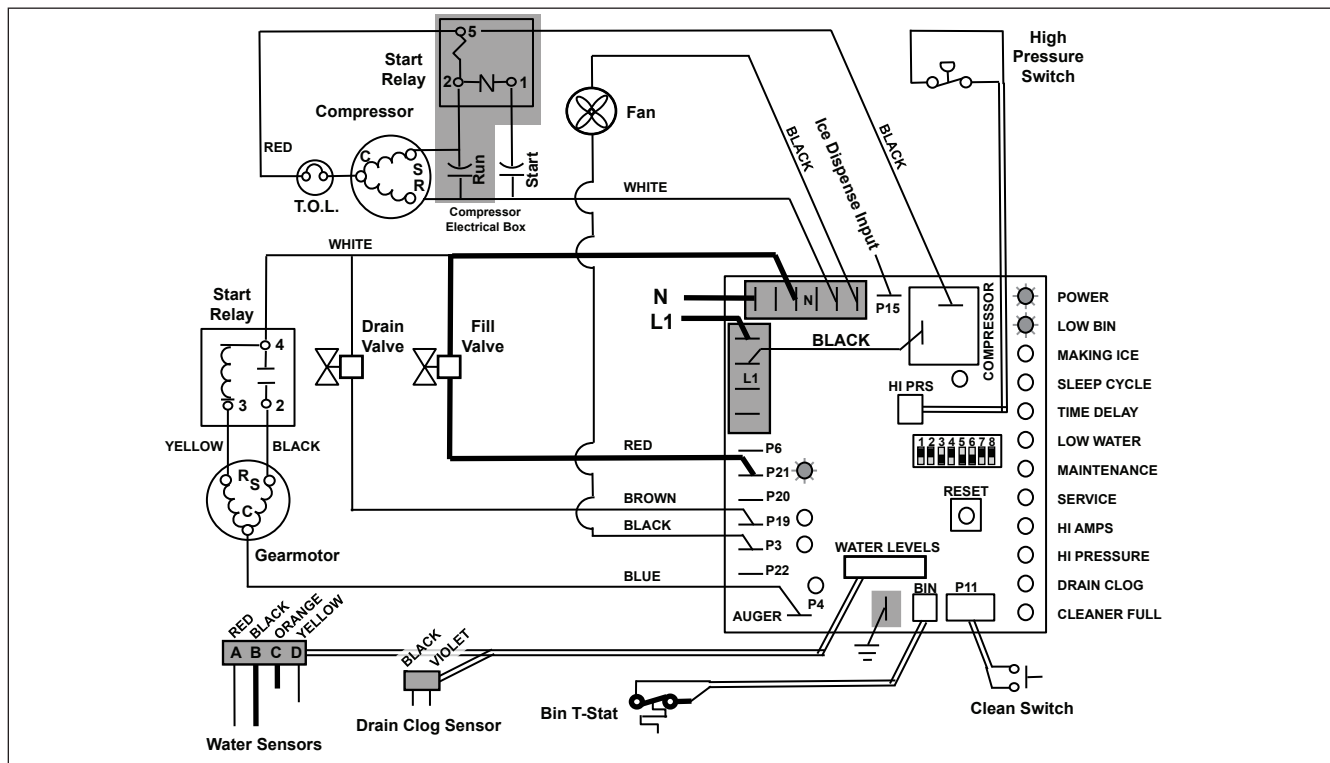 5
Start
Relay
2
1
Compressor
RED
C
S
R
T.O.L.
Run
Start
Compressor
Electrical Box
Fan
WHITE
BLACK
Ice Dispense Input
BLACK
High
Pressure
Switch
WHITE
Start
Relay
4
3
2
YELLOW
BLACK
R
S
C
Gearmotor
Drain
Valve
Fill
Valve
N
L1
N
L1
P15
BLACK
COMPRESSOR
HI PRS
1 2 3 4 5 6 7 8
RESET
RED
BROWN
BLACK
BLUE
P6
P21
P20
P19
P3
P22
P4
AUGER
WATER LEVELS
BIN
P11
POWER
LOW BIN
MAKING ICE
SLEEP CYCLE
TIME DELAY
LOW WATER
MAINTENANCE
SERVICE
HI AMPS
HI PRESSURE
DRAIN CLOG
CLEANER FULL
RED
BLACK
ORANGE
YELLOW
A B C D
Water Sensors
BLACK
VIOLET
Drain Clog Sensor
Bin T-Stat
Clean Switch